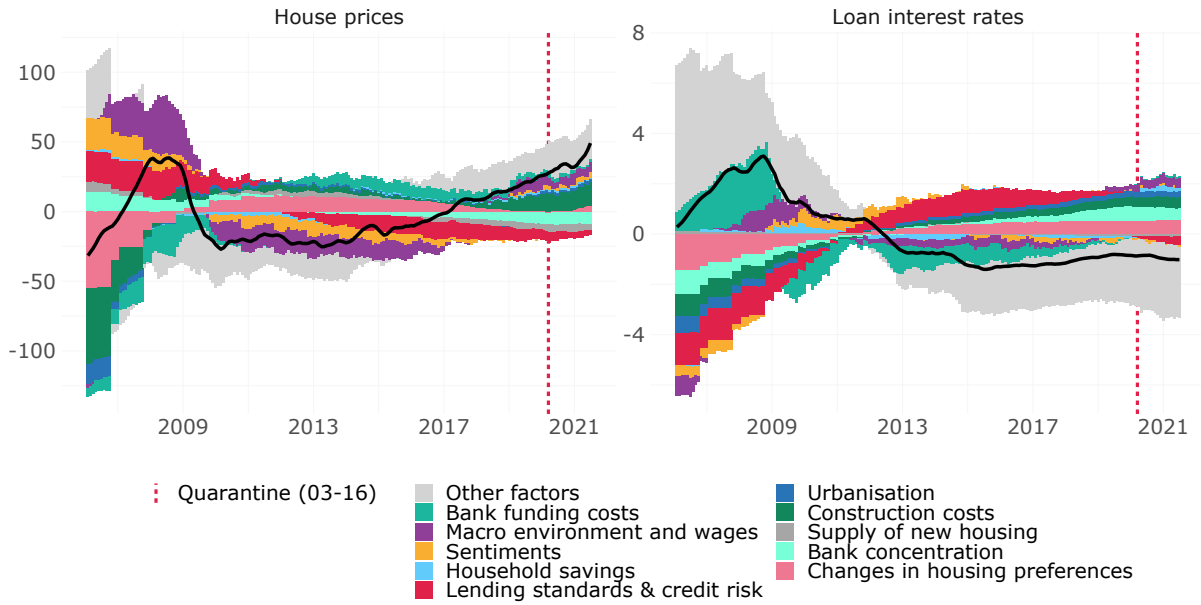 House prices
Loan interest rates
100
50
0
-50
-100
8
4
0
-4
2009
2013
2017
2021
2009
2013
2017
2021
Quarantine (03-16)
Other factors
Bank funding costs
Macro environment and wages
Sentiments
Household savings
Lending standards & credit risk
Urbanisation
Construction costs
Supply of new housing
Bank concentration
Changes in housing preferences